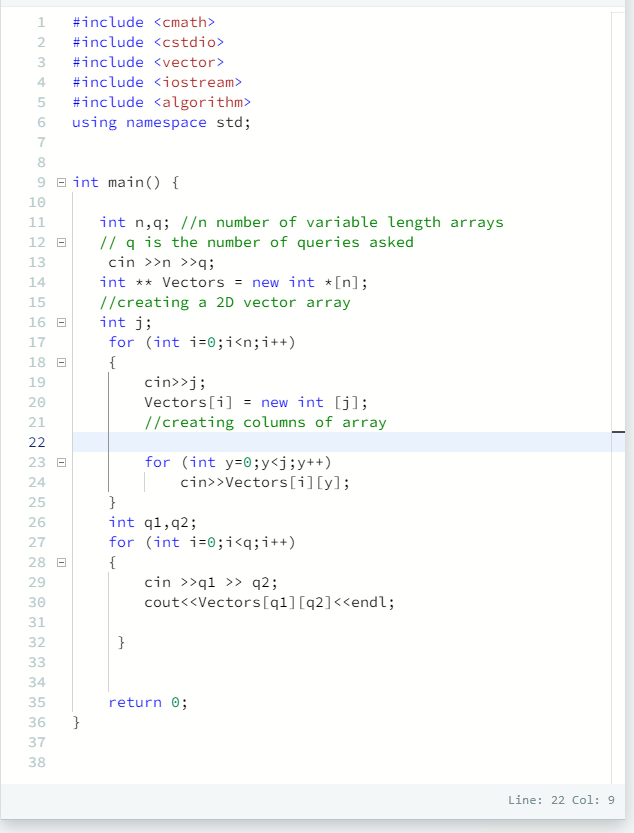 1 #include <cmath>
2 #include <cstdio>
3 #include <vector>
4 #include <iostream>
5 #include <algorithm>
6 using namespace std;
7
8
9 int main() {
10
11 int n,q; //n number of variable length arrays
12 // q is the number of queries asked
13 cin >>n >>q;
14 int ** Vectors = new int *[n];
15 //creating a 2D vector array
16 int j;
17 for (int i=0;i<n;i++)
18 {
19 cin>>j;
20 Vectors[i] = new int [j];
21 //creating columns of array
22
23 for (int y=0;y<j;y++)
24 cin>>Vectors[i][y];
25 }
26 int q1,q2;
27 for (int i=0;i<q;i++)
28 {
29 cin >>q1 >> q2;
30 cout<<Vectors[q1][q2]<<endl;
31
32 }
33
34
35 return 0;
36 }
37
38
Line: 22 Col: 9